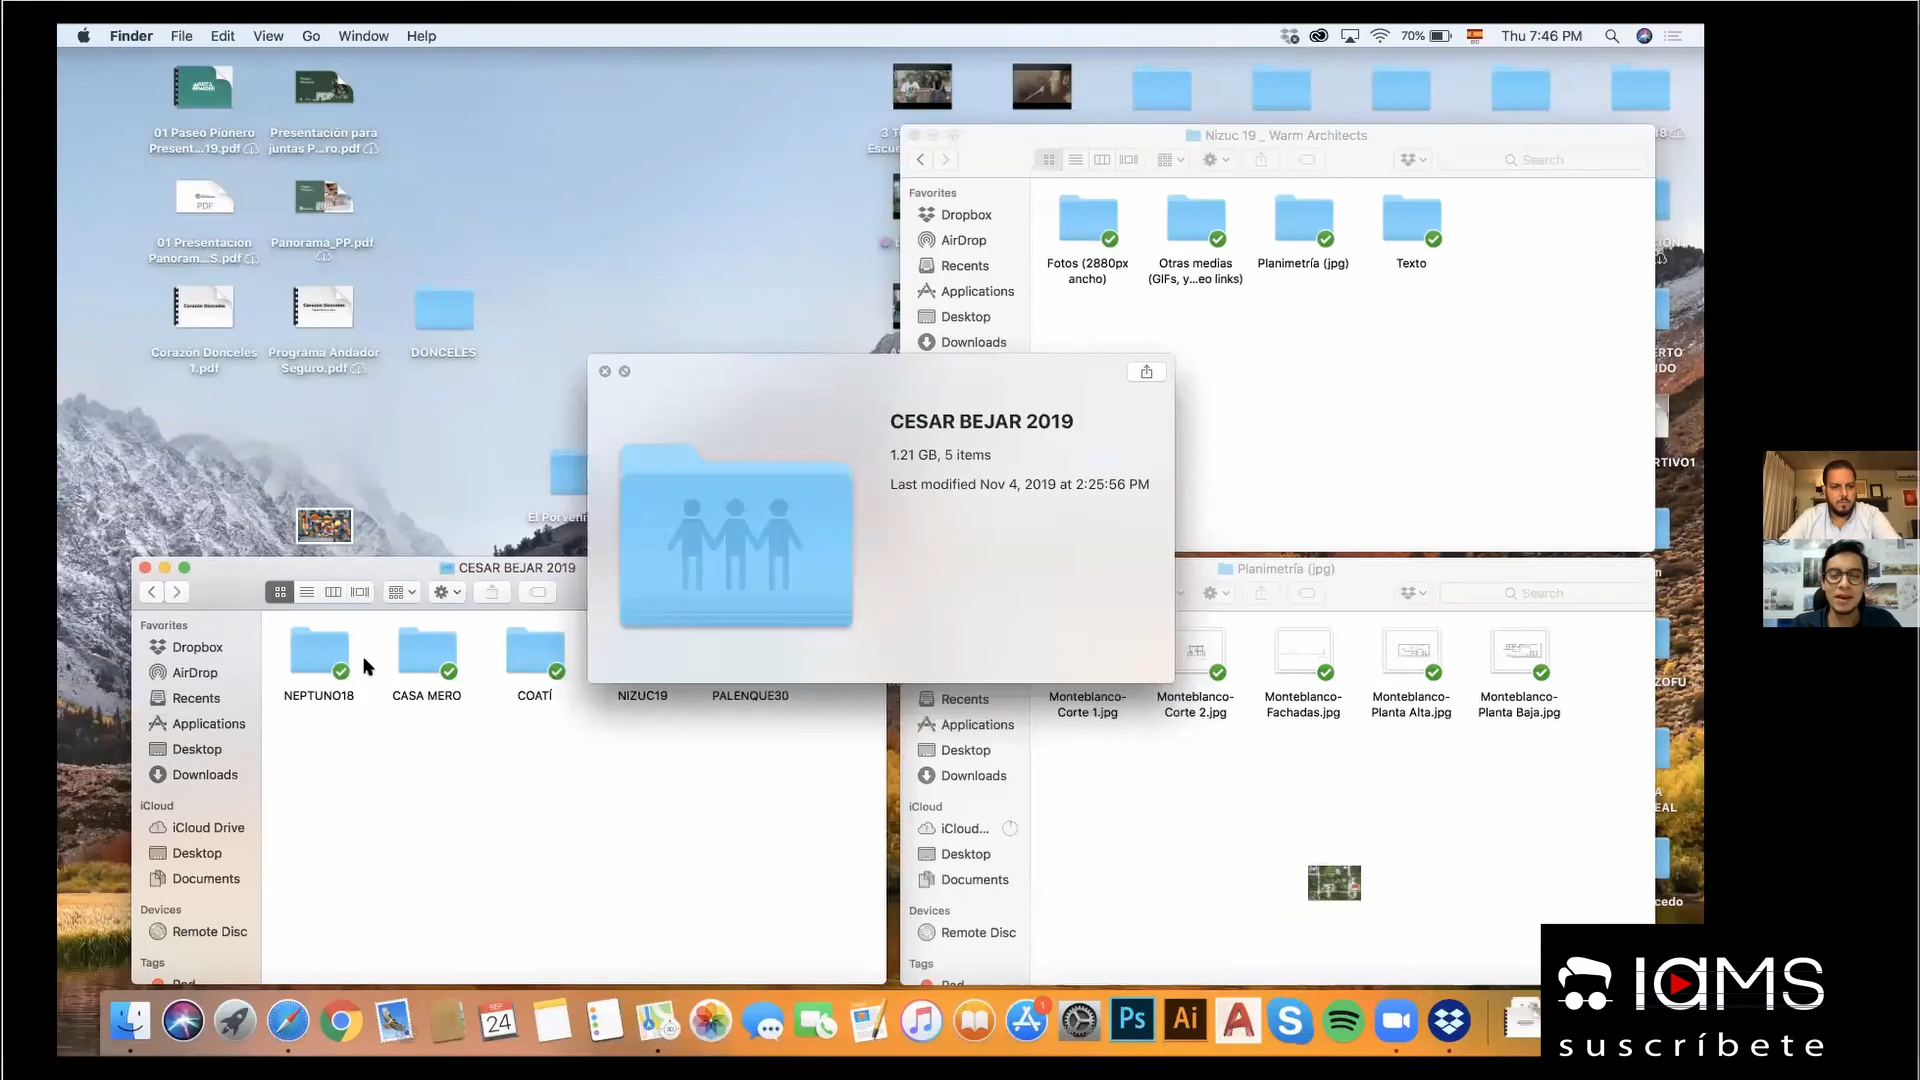 Finder File Edit View Go Window Help
70% Thu 7:46 PM
01 Paseo Pionero
Present...19.pdf
Presentación para
juntas P...ro.pdf
PDF
01 Presentacion
Panoram...S.pdf
Panorama_PP.pdf
Corazón Donceles
1.pdf
Programa Andador
Seguro.pdf
DONCELES
Nizuc 19 _ Warm Architects
Search
Favorites
Dropbox
AirDrop
Recents
Applications
Desktop
Downloads
Fotos (2880px
ancho)
Otras medias
(GIFs, y...eo links)
Planimetría (jpg)
Texto
CESAR BEJAR 2019
1.21 GB, 5 items
Last modified Nov 4, 2019 at 2:25:56 PM
CESAR BEJAR 2019
Favorites
Dropbox
AirDrop
Recents
Applications
Desktop
Downloads
iCloud
iCloud Drive
Desktop
Documents
Devices
Remote Disc
Tags
NEPTUNO18
CASA MERO
COATÍ
NIZUC19
PALENQUE30
Planimetría (jpg)
Search
Recents
Applications
Desktop
Downloads
iCloud
iCloud...
Desktop
Documents
Devices
Remote Disc
Tags
Monteblanco-
Corte 1.jpg
Monteblanco-
Corte 2.jpg
Monteblanco-
Fachadas.jpg
Monteblanco-
Planta Alta.jpg
Monteblanco-
Planta Baja.jpg
SEP
24
Ps
Ai
1
IAMS
suscríbete